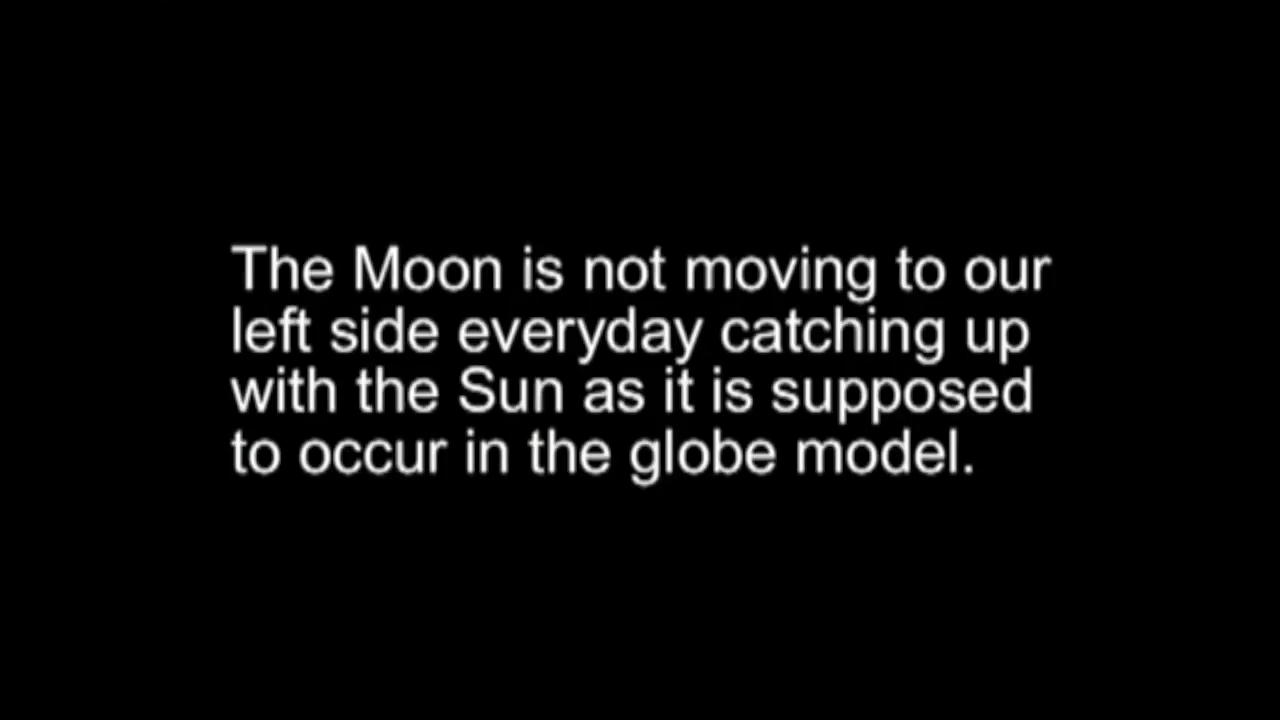 The Moon is not moving to our
left side everyday catching up
with the Sun as it is supposed
to occur in the globe model.